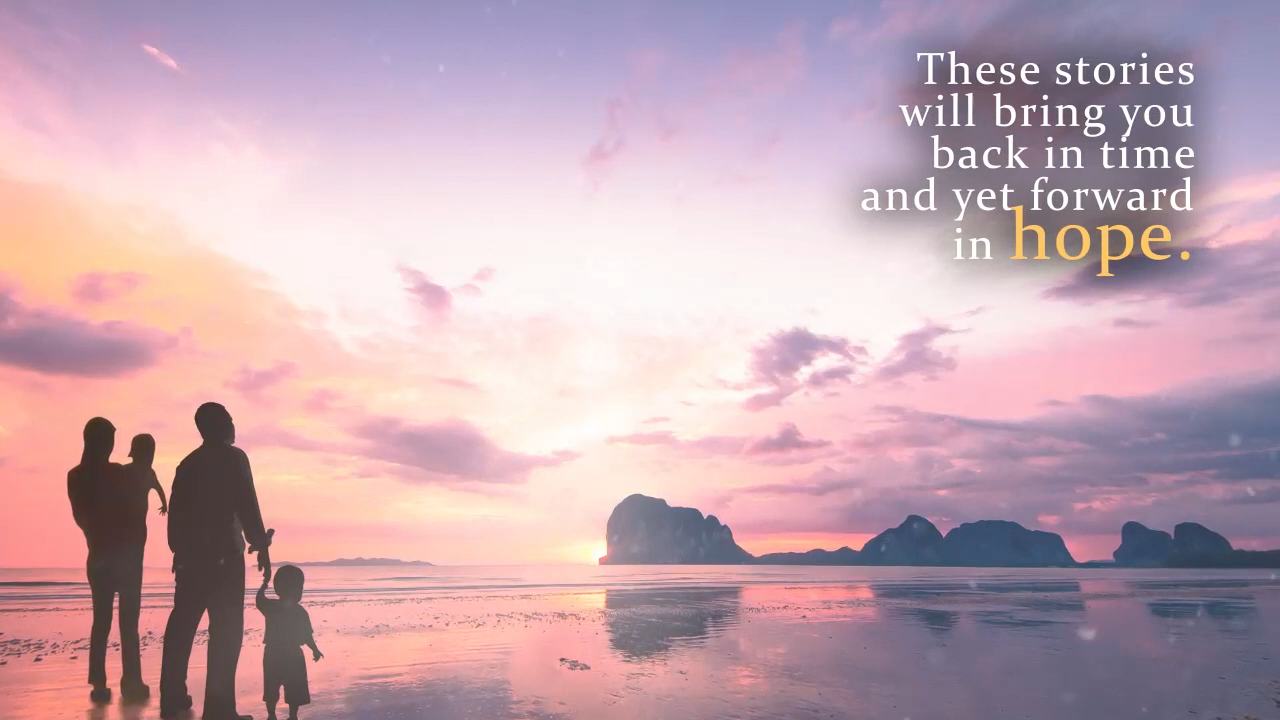 These stories
will bring you
back in time
and yet forward
in hope.